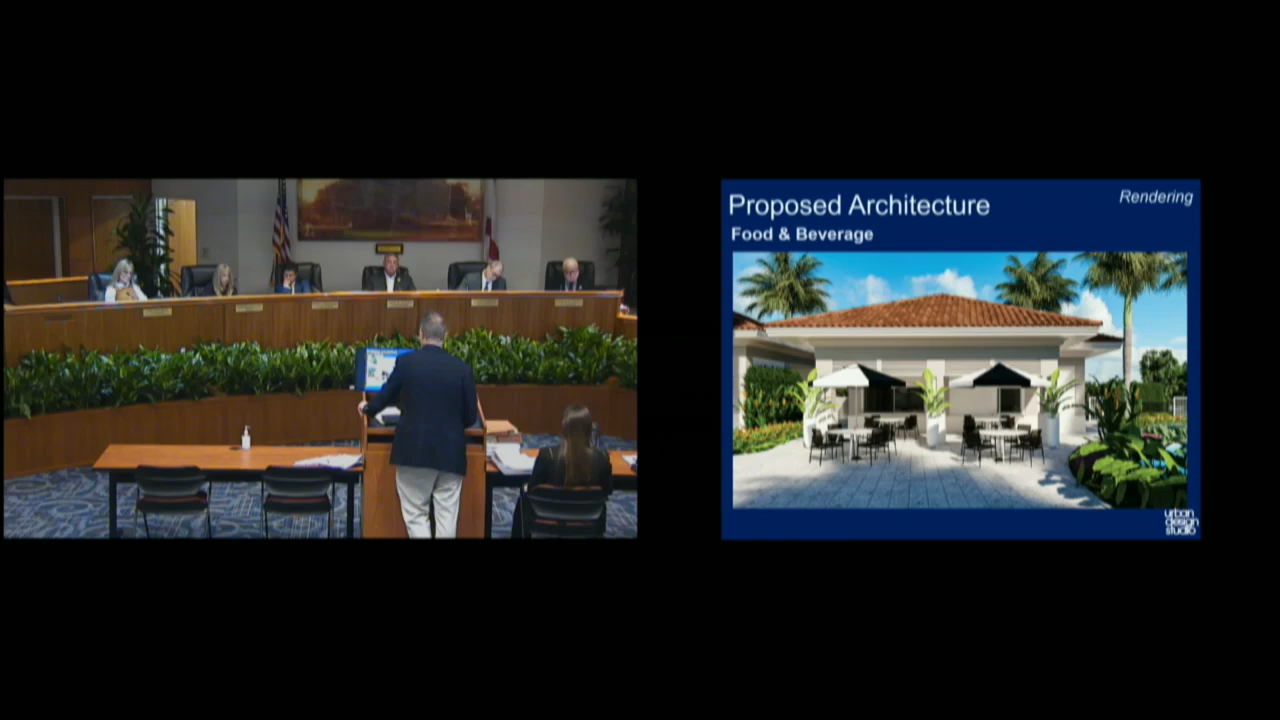 Proposed Architecture
Rendering
Food & Beverage
urban
design
studio